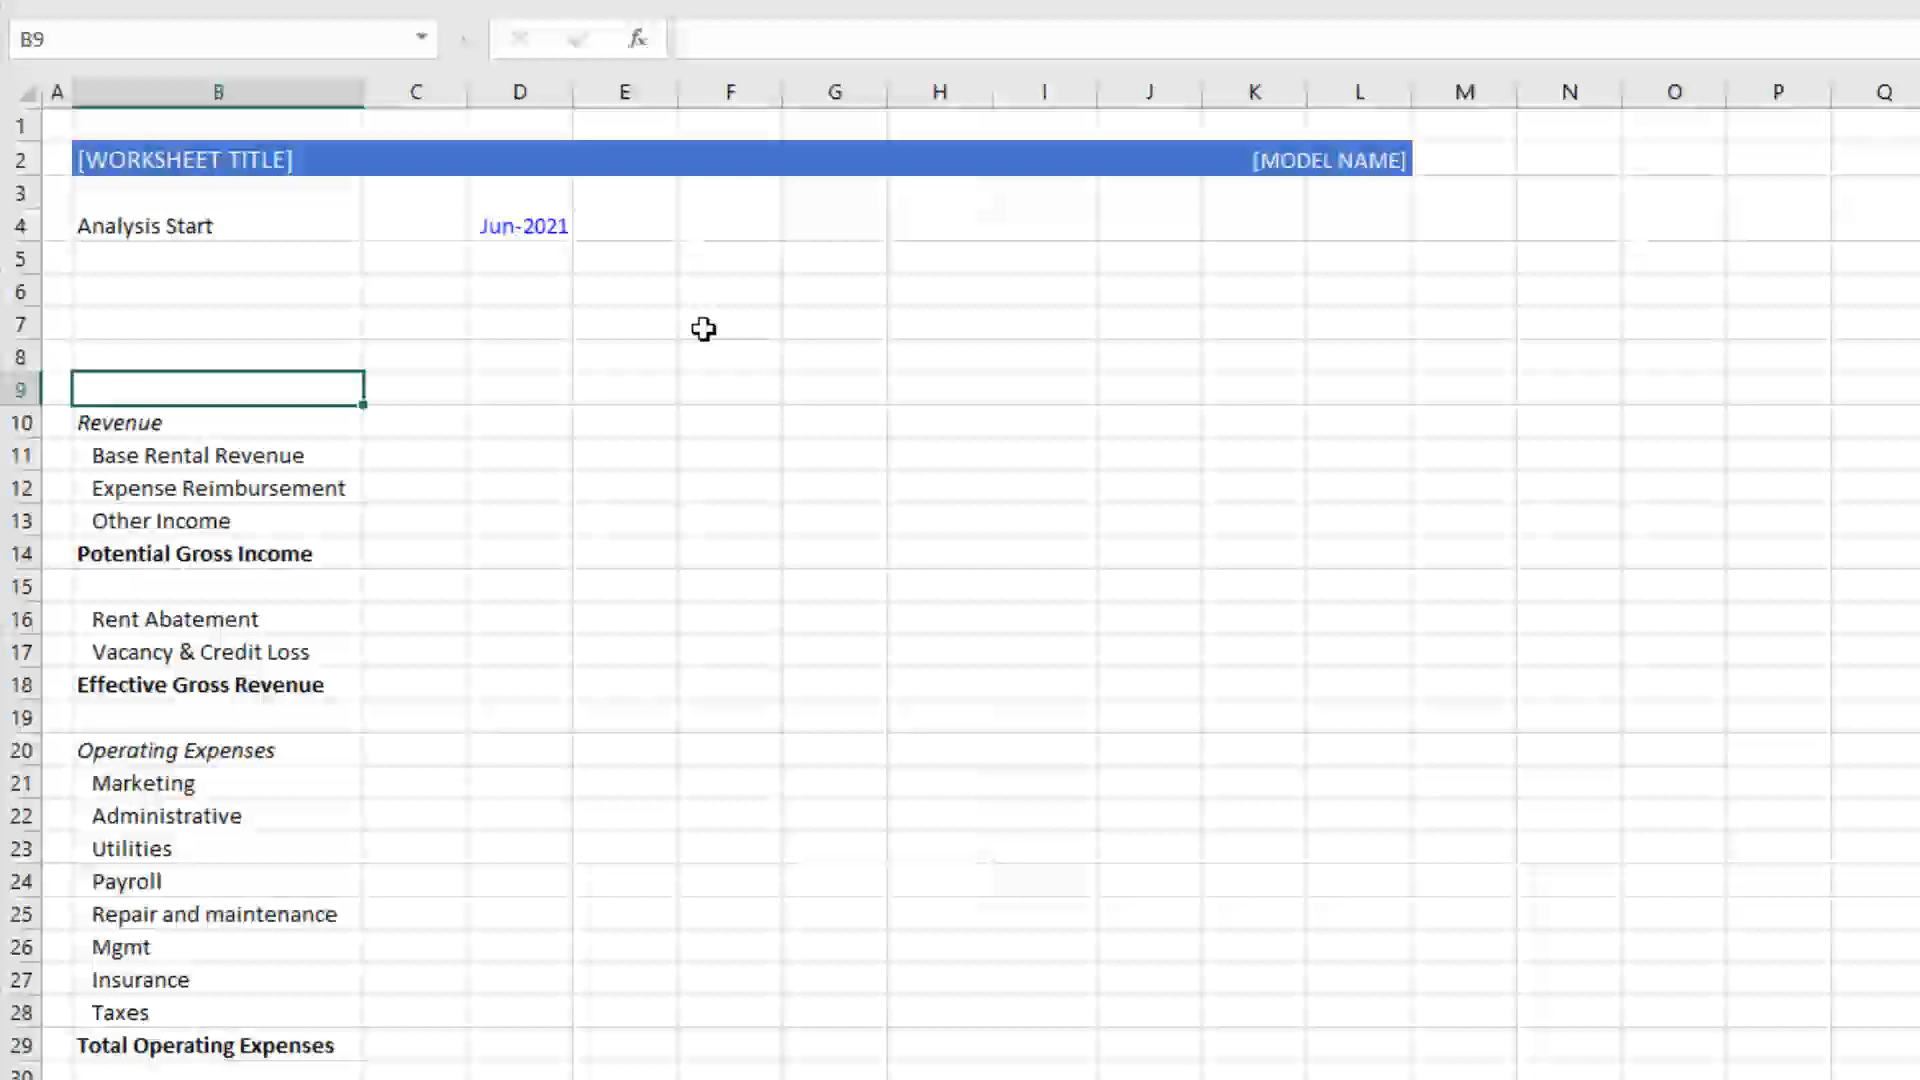 B9
fx
A B C D E F G H I J K L M N O P Q
1
2 [WORKSHEET TITLE] [MODEL NAME]
3
4 Analysis Start Jun-2021
5
6
7
8
9
10 Revenue
11 Base Rental Revenue
12 Expense Reimbursement
13 Other Income
14 Potential Gross Income
15
16 Rent Abatement
17 Vacancy & Credit Loss
18 Effective Gross Revenue
19
20 Operating Expenses
21 Marketing
22 Administrative
23 Utilities
24 Payroll
25 Repair and maintenance
26 Mgmt
27 Insurance
28 Taxes
29 Total Operating Expenses
30